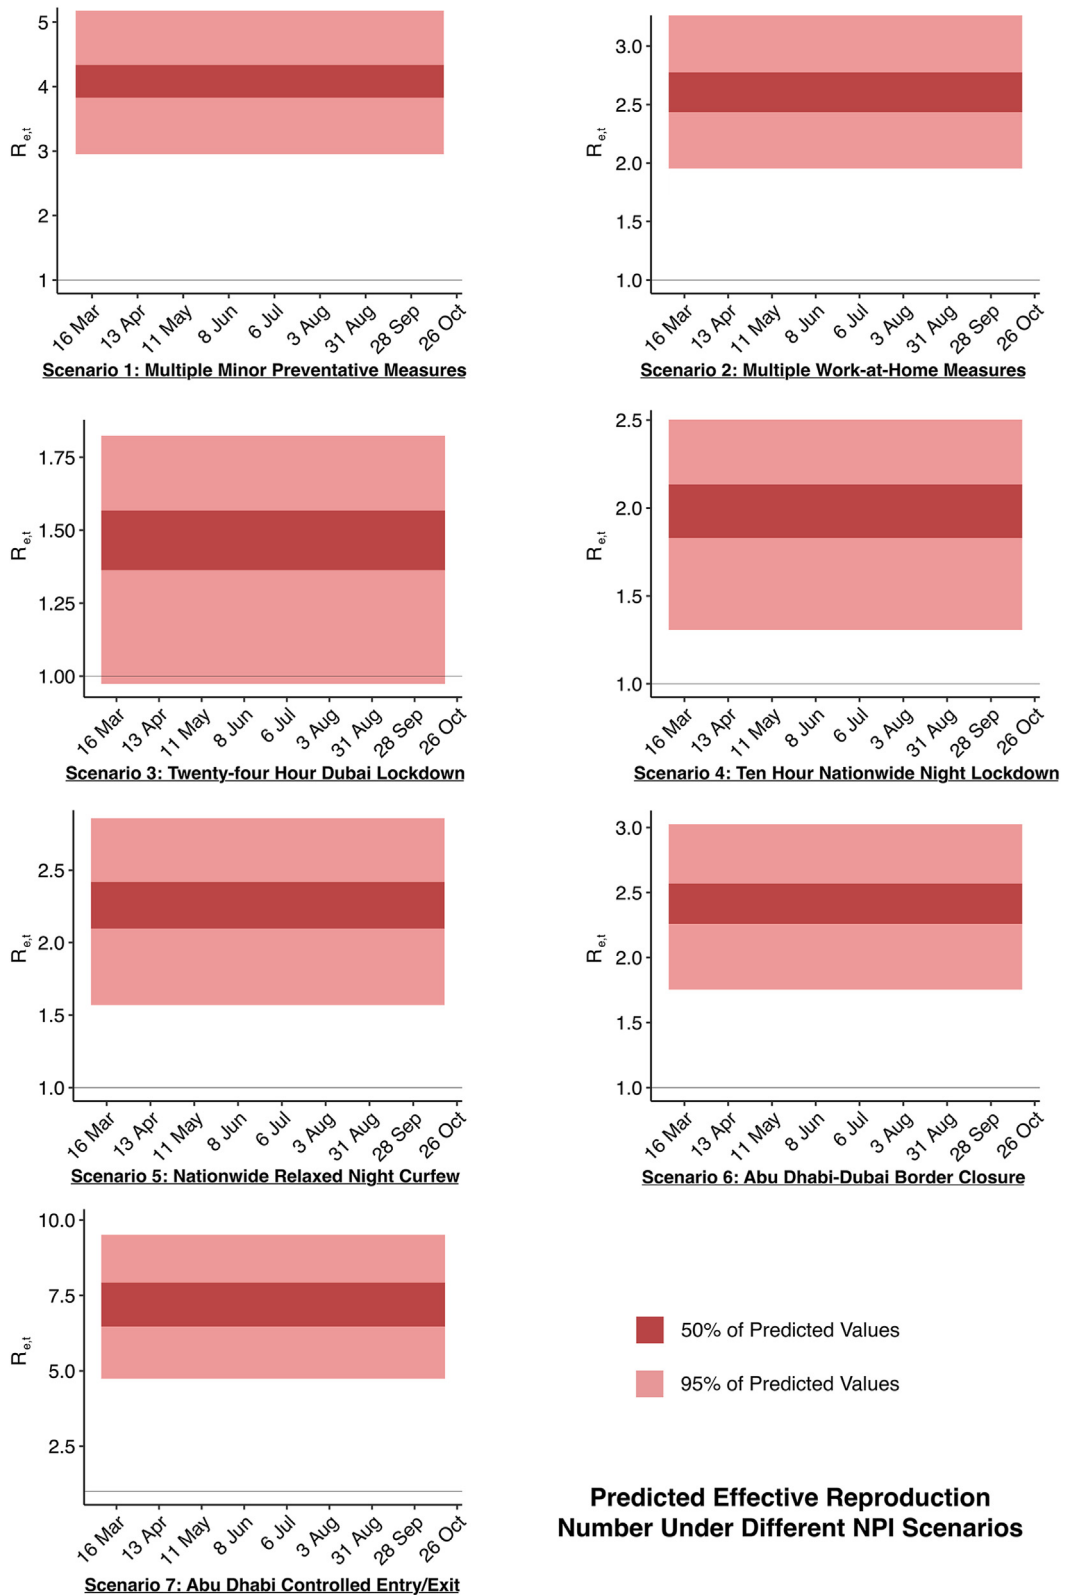 5
4
3
2
1
R e,t
16 Mar
13 Apr
11 May
8 Jun
6 Jul
3 Aug
31 Aug
28 Sep
26 Oct
Scenario 1: Multiple Minor Preventative Measures
3.0
2.5
2.0
1.5
1.0
R e,t
16 Mar
13 Apr
11 May
8 Jun
6 Jul
3 Aug
31 Aug
28 Sep
26 Oct
Scenario 2: Multiple Work-at-Home Measures
1.75
1.50
1.25
1.00
R e,t
16 Mar
13 Apr
11 May
8 Jun
6 Jul
3 Aug
31 Aug
28 Sep
26 Oct
Scenario 3: Twenty-four Hour Dubai Lockdown
2.5
2.0
1.5
1.0
R e,t
16 Mar
13 Apr
11 May
8 Jun
6 Jul
3 Aug
31 Aug
28 Sep
26 Oct
Scenario 4: Ten Hour Nationwide Night Lockdown
2.5
2.0
1.5
1.0
R e,t
16 Mar
13 Apr
11 May
8 Jun
6 Jul
3 Aug
31 Aug
28 Sep
26 Oct
Scenario 5: Nationwide Relaxed Night Curfew
3.0
2.5
2.0
1.5
1.0
R e,t
16 Mar
13 Apr
11 May
8 Jun
6 Jul
3 Aug
31 Aug
28 Sep
26 Oct
Scenario 6: Abu Dhabi-Dubai Border Closure
10.0
7.5
5.0
2.5
R e,t
16 Mar
13 Apr
11 May
8 Jun
6 Jul
3 Aug
31 Aug
28 Sep
26 Oct
Scenario 7: Abu Dhabi Controlled Entry/Exit
50% of Predicted Values
95% of Predicted Values
Predicted Effective Reproduction
Number Under Different NPI Scenarios